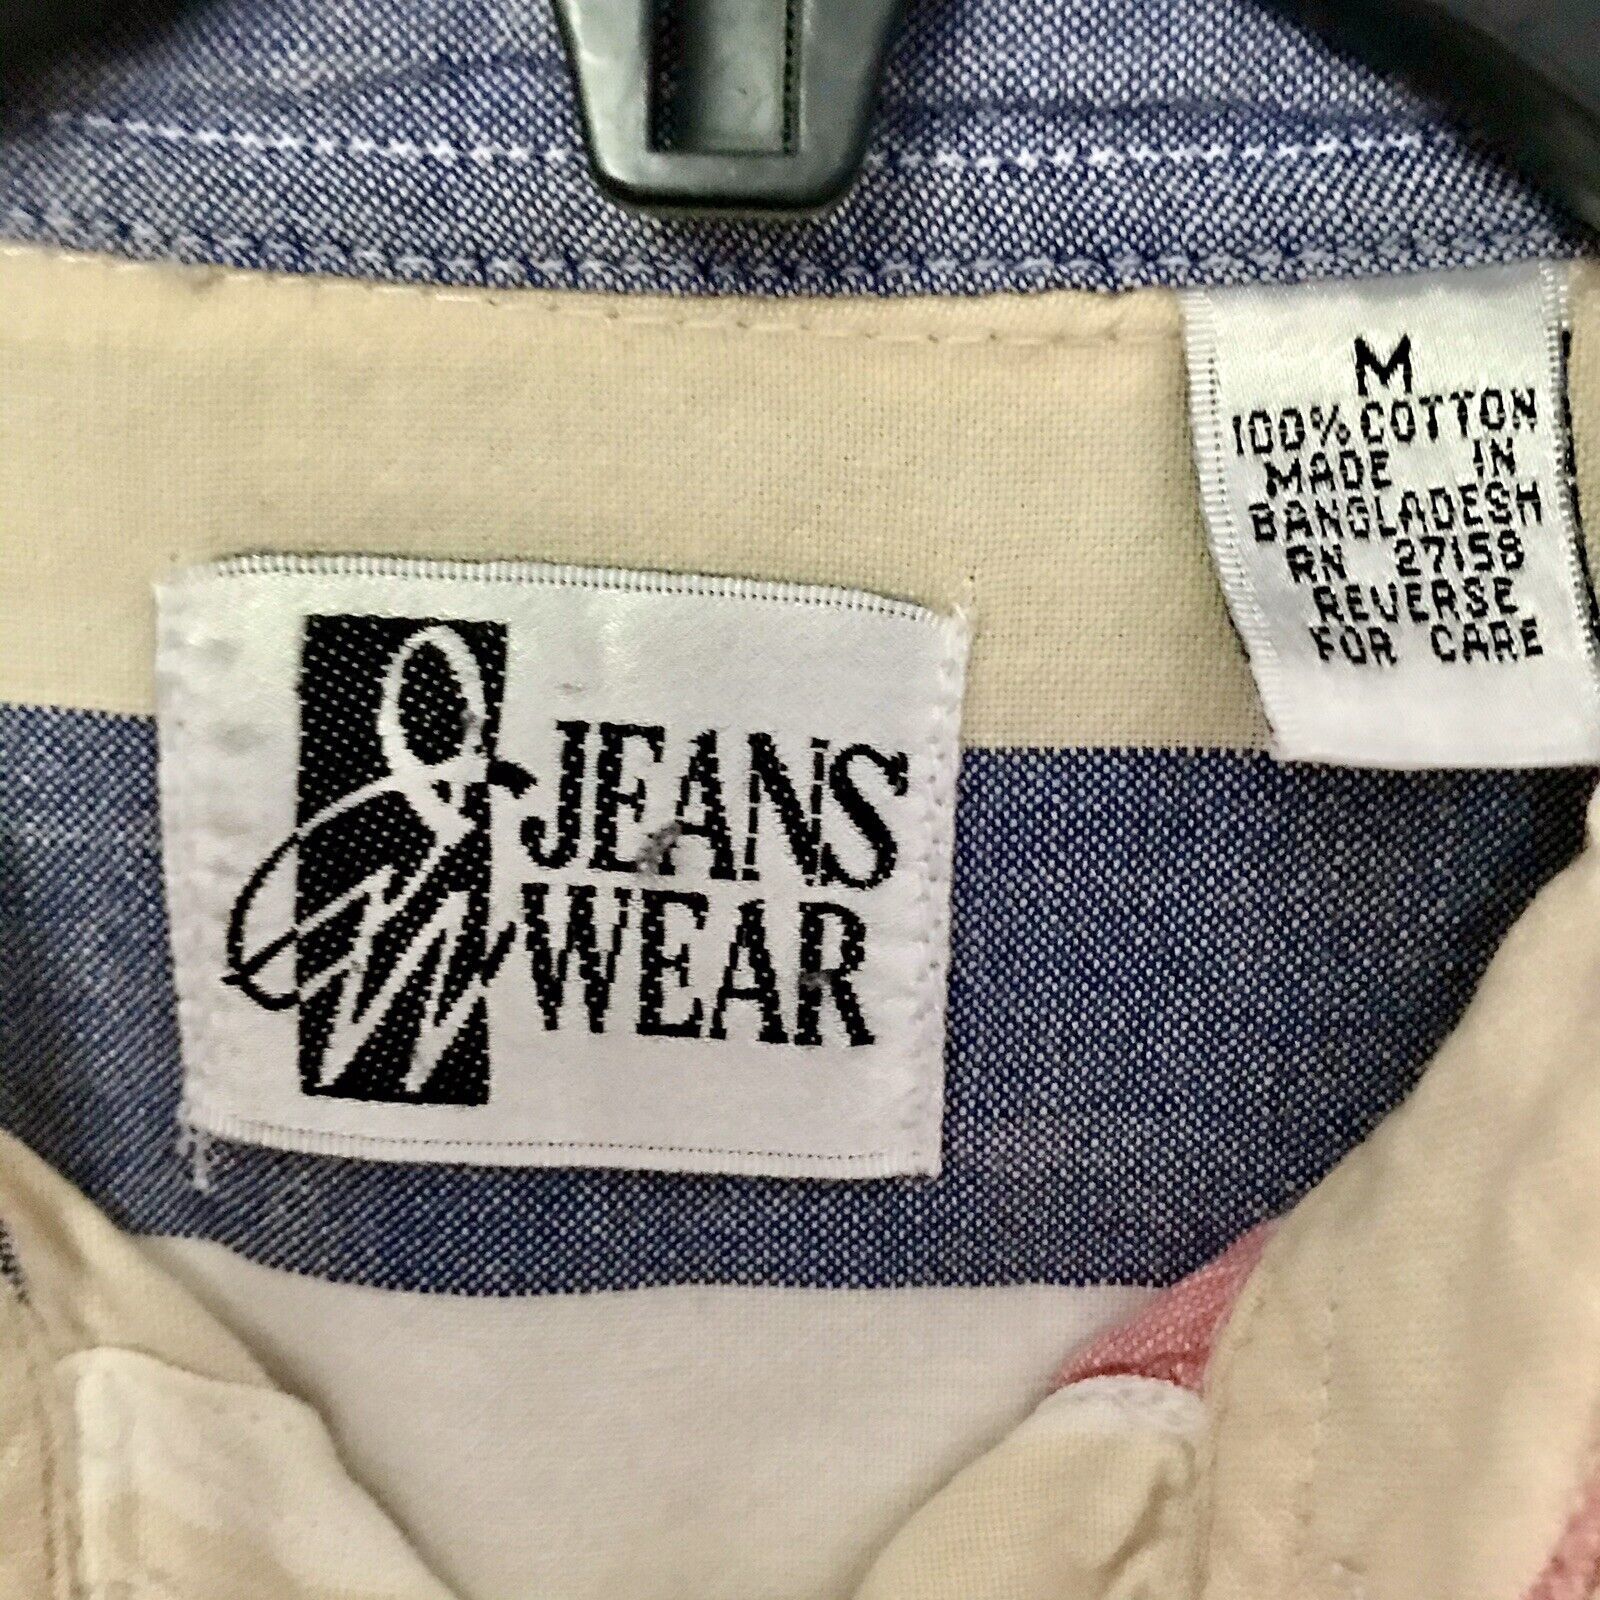 M
100% COTTON
MADE IN
BANGLADESH
RN 27158
REVERSE
FOR CARE
JEANS
WEAR